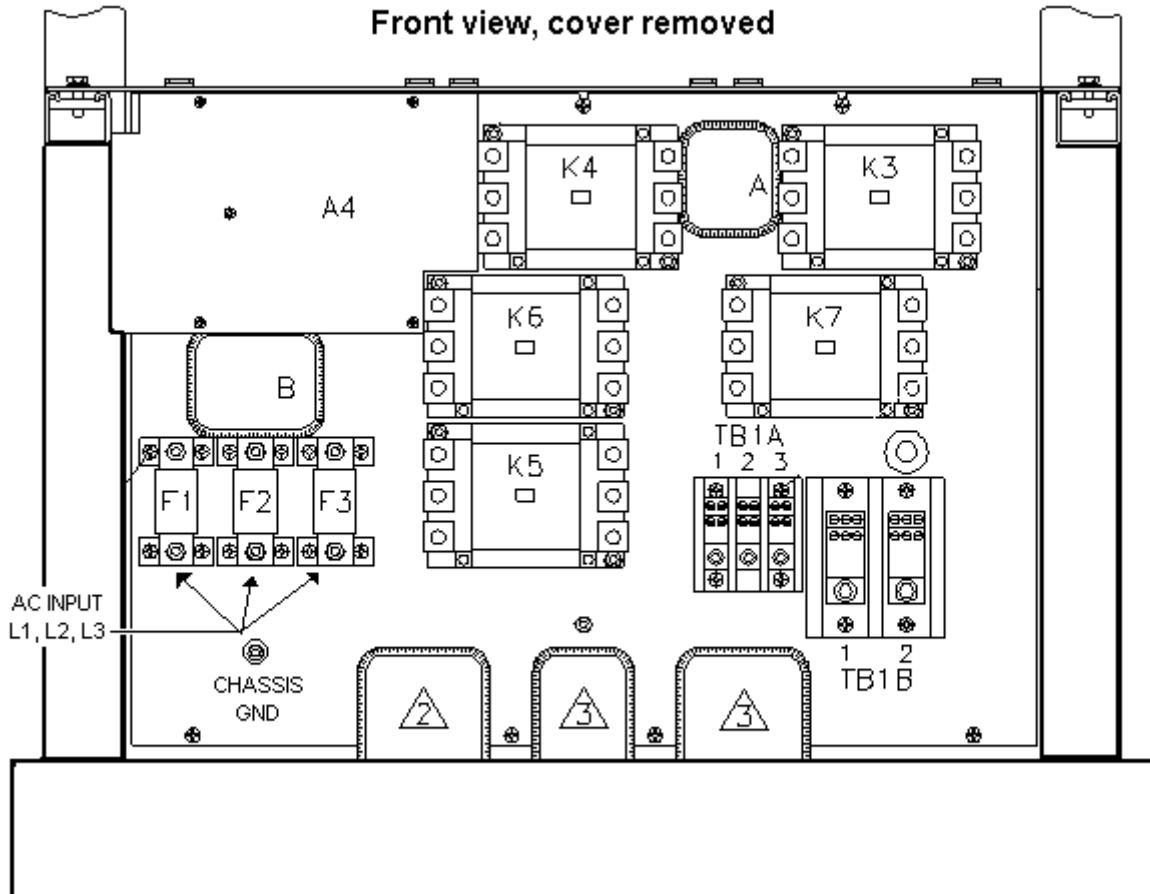 Front view, cover removed
A4
K4
A
K3
K6
K7
B
TB1A
1 2 3
F1 F2 F3
K5
AC INPUT
L1, L2, L3
CHASSIS
GND
2
3
3
1 2
TB1B